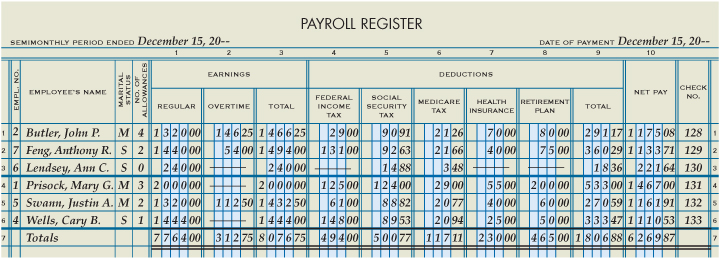 PAYROLL REGISTER
SEMIMONTHLY PERIOD ENDED December 15, 20-- DATE OF PAYMENT December 15, 20--
1 2 3 4 5 6 7 8 9 10
EMPL. NO.
EMPLOYEE'S NAME
MARITAL STATUS
NO. OF ALLOWANCES
EARNINGS
DEDUCTIONS
NET PAY
CHECK NO.
REGULAR
OVERTIME
TOTAL
FEDERAL INCOME TAX
SOCIAL SECURITY TAX
MEDICARE TAX
HEALTH INSURANCE
RETIREMENT PLAN
TOTAL
1 2 Butler, John P. M 4 1320 00 146 25 1466 25 29 00 90 91 21 26 70 00 80 00 291 17 1175 08 128 1
2 7 Feng, Anthony R. S 2 1440 00 54 00 1494 00 131 00 92 63 21 66 40 00 75 00 360 29 1133 71 129 2
3 6 Lendsey, Ann C. S 0 240 00 — 240 00 — 14 88 3 48 — — 18 36 221 64 130 3
4 1 Prisock, Mary G. M 3 2000 00 — 2000 00 125 00 124 00 29 00 55 00 200 00 533 00 1467 00 131 4
5 5 Swann, Justin A. M 2 1320 00 112 50 1432 50 61 00 88 82 20 77 40 00 60 00 270 59 1161 91 132 5
6 4 Wells, Cary B. S 1 1444 00 — 1444 00 148 00 89 53 20 94 25 00 50 00 333 47 1110 53 133 6
7 Totals 7764 00 312 75 8076 75 494 00 500 77 117 11 230 00 465 00 1806 88 6269 87 7